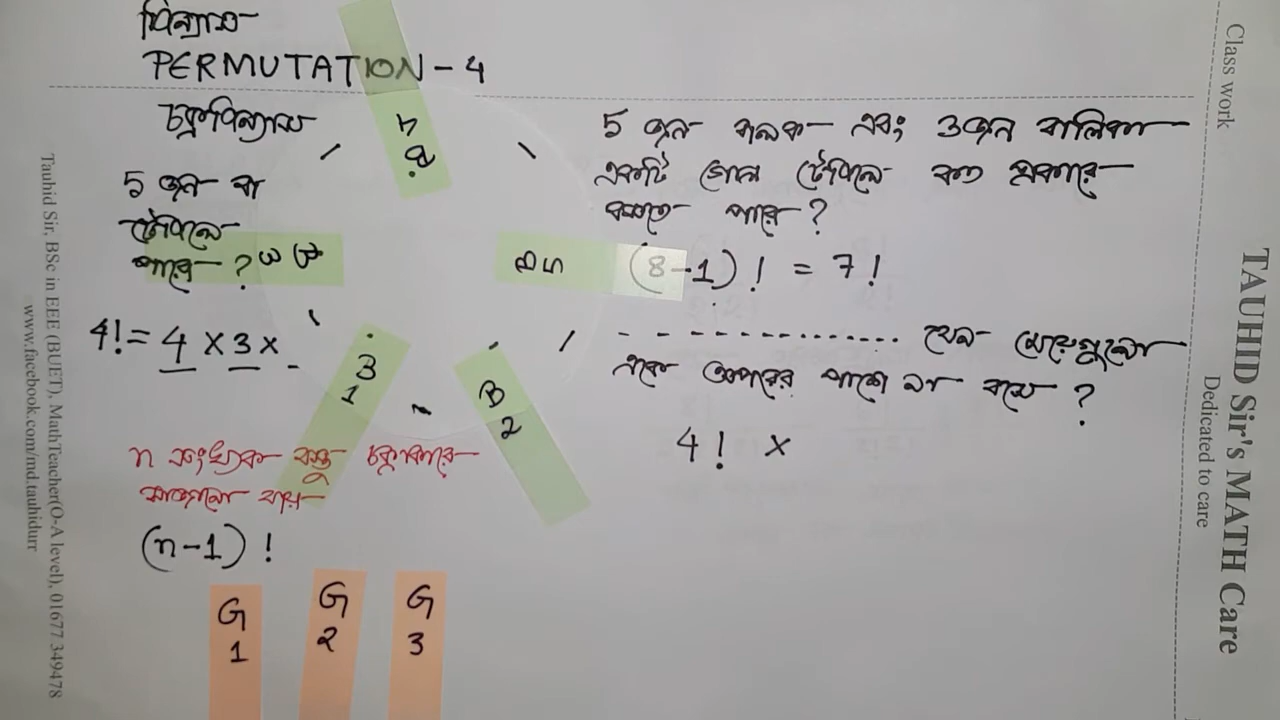 বিন্যাস
PERMUTATION - 4
চক্রবিন্যাস
5 জন বা
টেবিলে
পারে ?
4! = 4 x 3 x
n সংখ্যক বস্তু চক্রাকারে
সাজানো যায়
(n-1) !
B 4
B 3
B 5
B 1
B 2
G 1
G 2
G 3
5 জন বালক এবং 3জন বালিকা
একটি গোল টেবিলে কত প্রকারে
বসতে পারে ?
(8-1) ! = 7 !
- - - - - - - - - - - ...... যেন মেয়েগুলো
একে অপরের পাশে না বসে ?
4 ! x
Class work
TAUHID Sir's MATH Care
Dedicated to care
Tauhid Sir, BSc in EEE (BUET), MathTeacher(O-A level), 01677 349478
www.facebook.com/md.tauhidurr